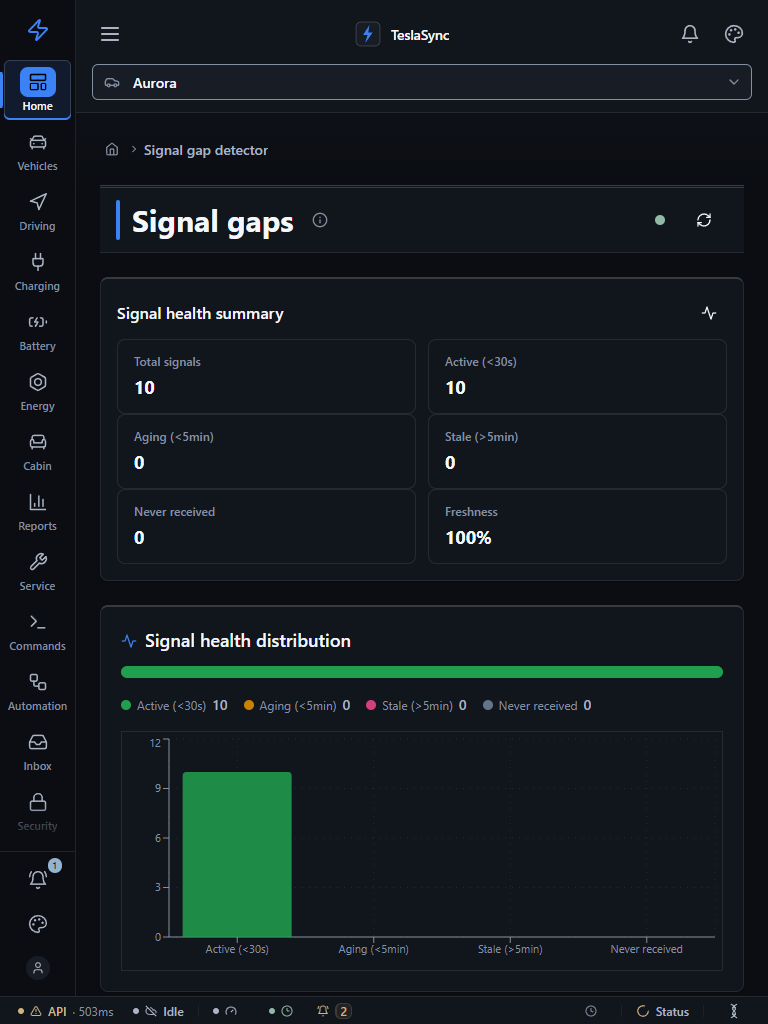 TeslaSync
Aurora
Home
Vehicles
Driving
Charging
Battery
Energy
Cabin
Reports
Service
Commands
Automation
Inbox
Security
1
Signal gap detector
Signal gaps
Signal health summary
Total signals
10
Active (<30s)
10
Aging (<5min)
0
Stale (>5min)
0
Never received
0
Freshness
100%
Signal health distribution
Active (<30s) 10 Aging (<5min) 0 Stale (>5min) 0 Never received 0
12
9
6
3
0
Active (<30s) Aging (<5min) Stale (>5min) Never received
API · 503ms Idle 2 Status